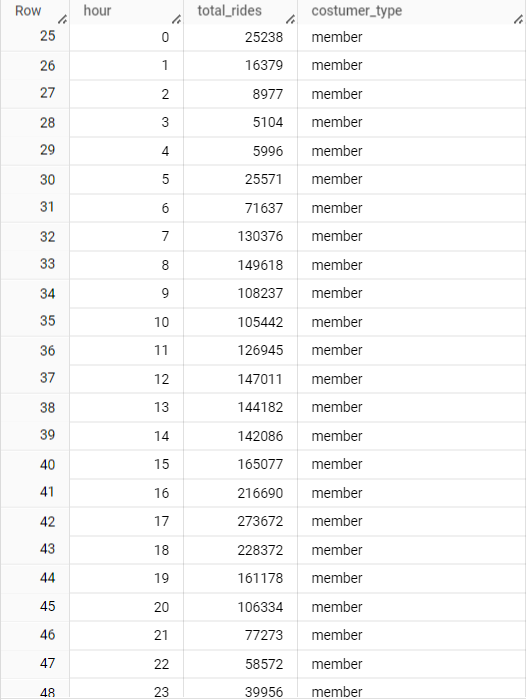 Row hour total_rides costumer_type
25 0 25238 member
26 1 16379 member
27 2 8977 member
28 3 5104 member
29 4 5996 member
30 5 25571 member
31 6 71637 member
32 7 130376 member
33 8 149618 member
34 9 108237 member
35 10 105442 member
36 11 126945 member
37 12 147011 member
38 13 144182 member
39 14 142086 member
40 15 165077 member
41 16 216690 member
42 17 273672 member
43 18 228372 member
44 19 161178 member
45 20 106334 member
46 21 77273 member
47 22 58572 member
48 23 39956 member